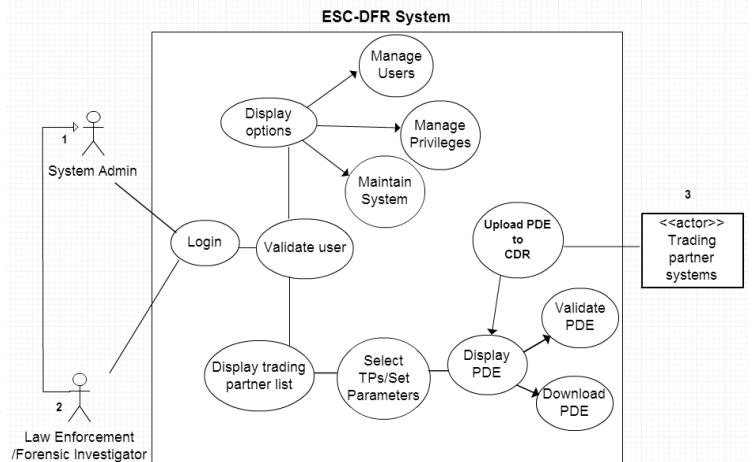 ESC-DFR System
Manage
Users
Display
options
Manage
Privileges
Maintain
System
1
System Admin
Login
Validate user
Upload PDE
to
CDR
3
<<actor>>
Trading
partner
systems
Validate
PDE
Display trading
partner list
Select
TPs/Set
Parameters
Display
PDE
Download
PDE
2
Law Enforcement
/Forensic Investigator